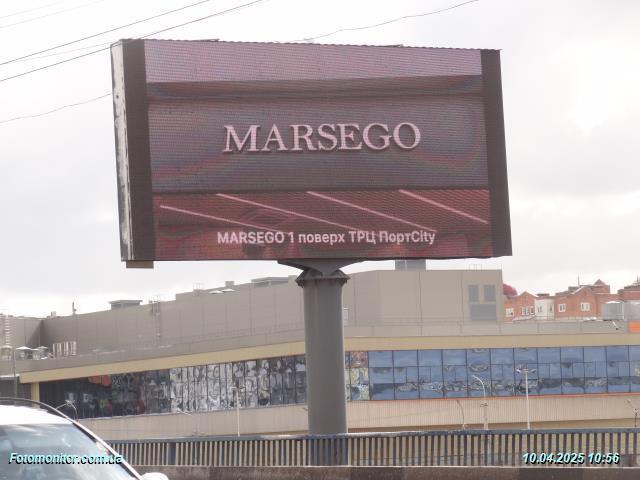 MARSEGO
MARSEGO 1 поверх ТРЦ ПортCity
Fotomonitor.com.ua
10.04.2025 10:56